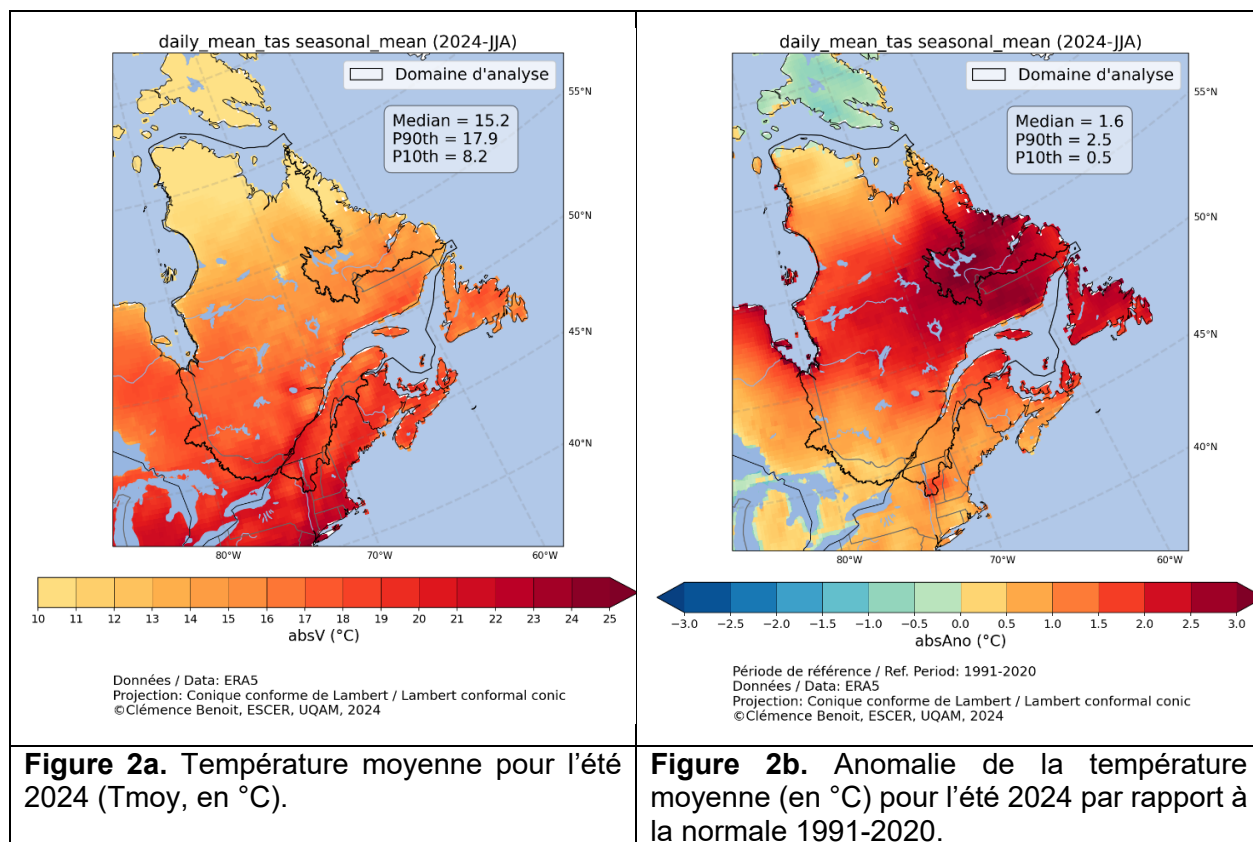 daily_mean_tas seasonal_mean (2024-JJA)
Domaine d'analyse
Median = 15.2
P90th = 17.9
P10th = 8.2
55°N
50°N
45°N
40°N
80°W
70°W
60°W
10 11 12 13 14 15 16 17 18 19 20 21 22 23 24 25
absV (°C)
Données / Data: ERA5
Projection: Conique conforme de Lambert / Lambert conformal conic
©Clémence Benoit, ESCER, UQAM, 2024
Figure 2a. Température moyenne pour l’été
2024 (Tmoy, en °C).
daily_mean_tas seasonal_mean (2024-JJA)
Domaine d'analyse
Median = 1.6
P90th = 2.5
P10th = 0.5
55°N
50°N
45°N
40°N
80°W
70°W
60°W
−3.0 −2.5 −2.0 −1.5 −1.0 −0.5 0.0 0.5 1.0 1.5 2.0 2.5 3.0
absAno (°C)
Période de référence / Ref. Period: 1991-2020
Données / Data: ERA5
Projection: Conique conforme de Lambert / Lambert conformal conic
©Clémence Benoit, ESCER, UQAM, 2024
Figure 2b. Anomalie de la température
moyenne (en °C) pour l’été 2024 par rapport à
la normale 1991-2020.